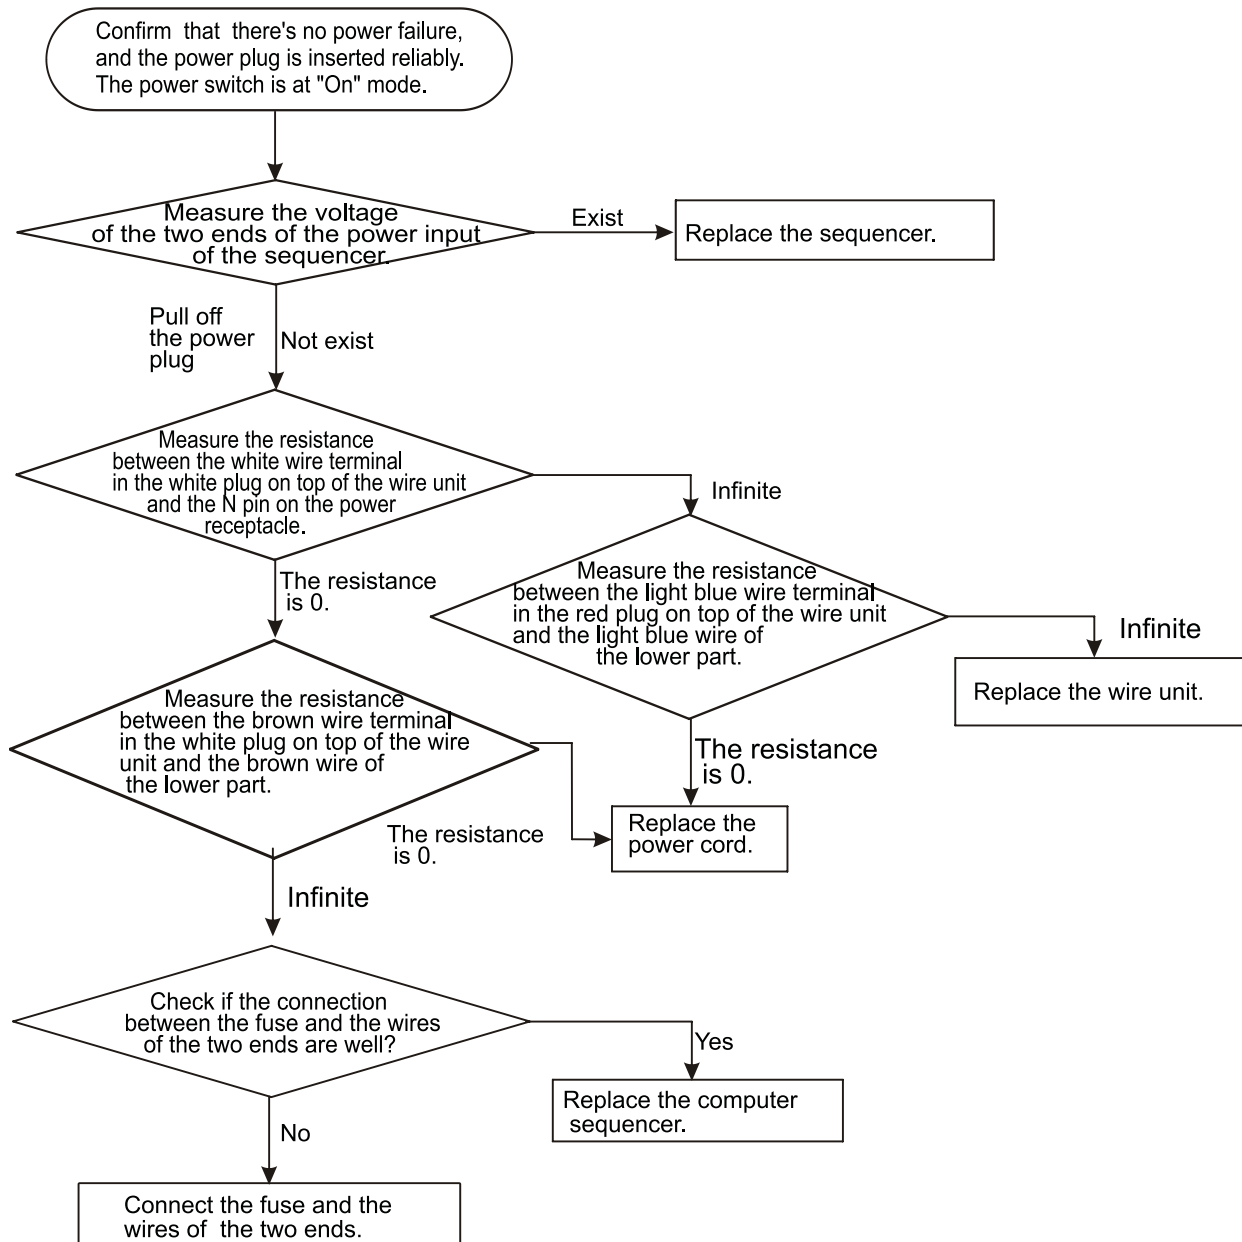 Confirm that there's no power failure,
and the power plug is inserted reliably.
The power switch is at "On" mode.
Measure the voltage
of the two ends of the power input
of the sequencer.
Exist
Replace the sequencer.
Pull off
the power
plug
Not exist
Measure the resistance
between the white wire terminal
in the white plug on top of the wire unit
and the N pin on the power
receptacle.
Infinite
The resistance
is 0.
Measure the resistance
between the light blue wire terminal
in the red plug on top of the wire unit
and the light blue wire of
the lower part.
Infinite
Replace the wire unit.
Measure the resistance
between the brown wire terminal
in the white plug on top of the wire
unit and the brown wire of
the lower part.
The resistance
is 0.
The resistance
is 0.
Replace the
power cord.
Infinite
Check if the connection
between the fuse and the wires
of the two ends are well?
Yes
Replace the computer
sequencer.
No
Connect the fuse and the
wires of the two ends.